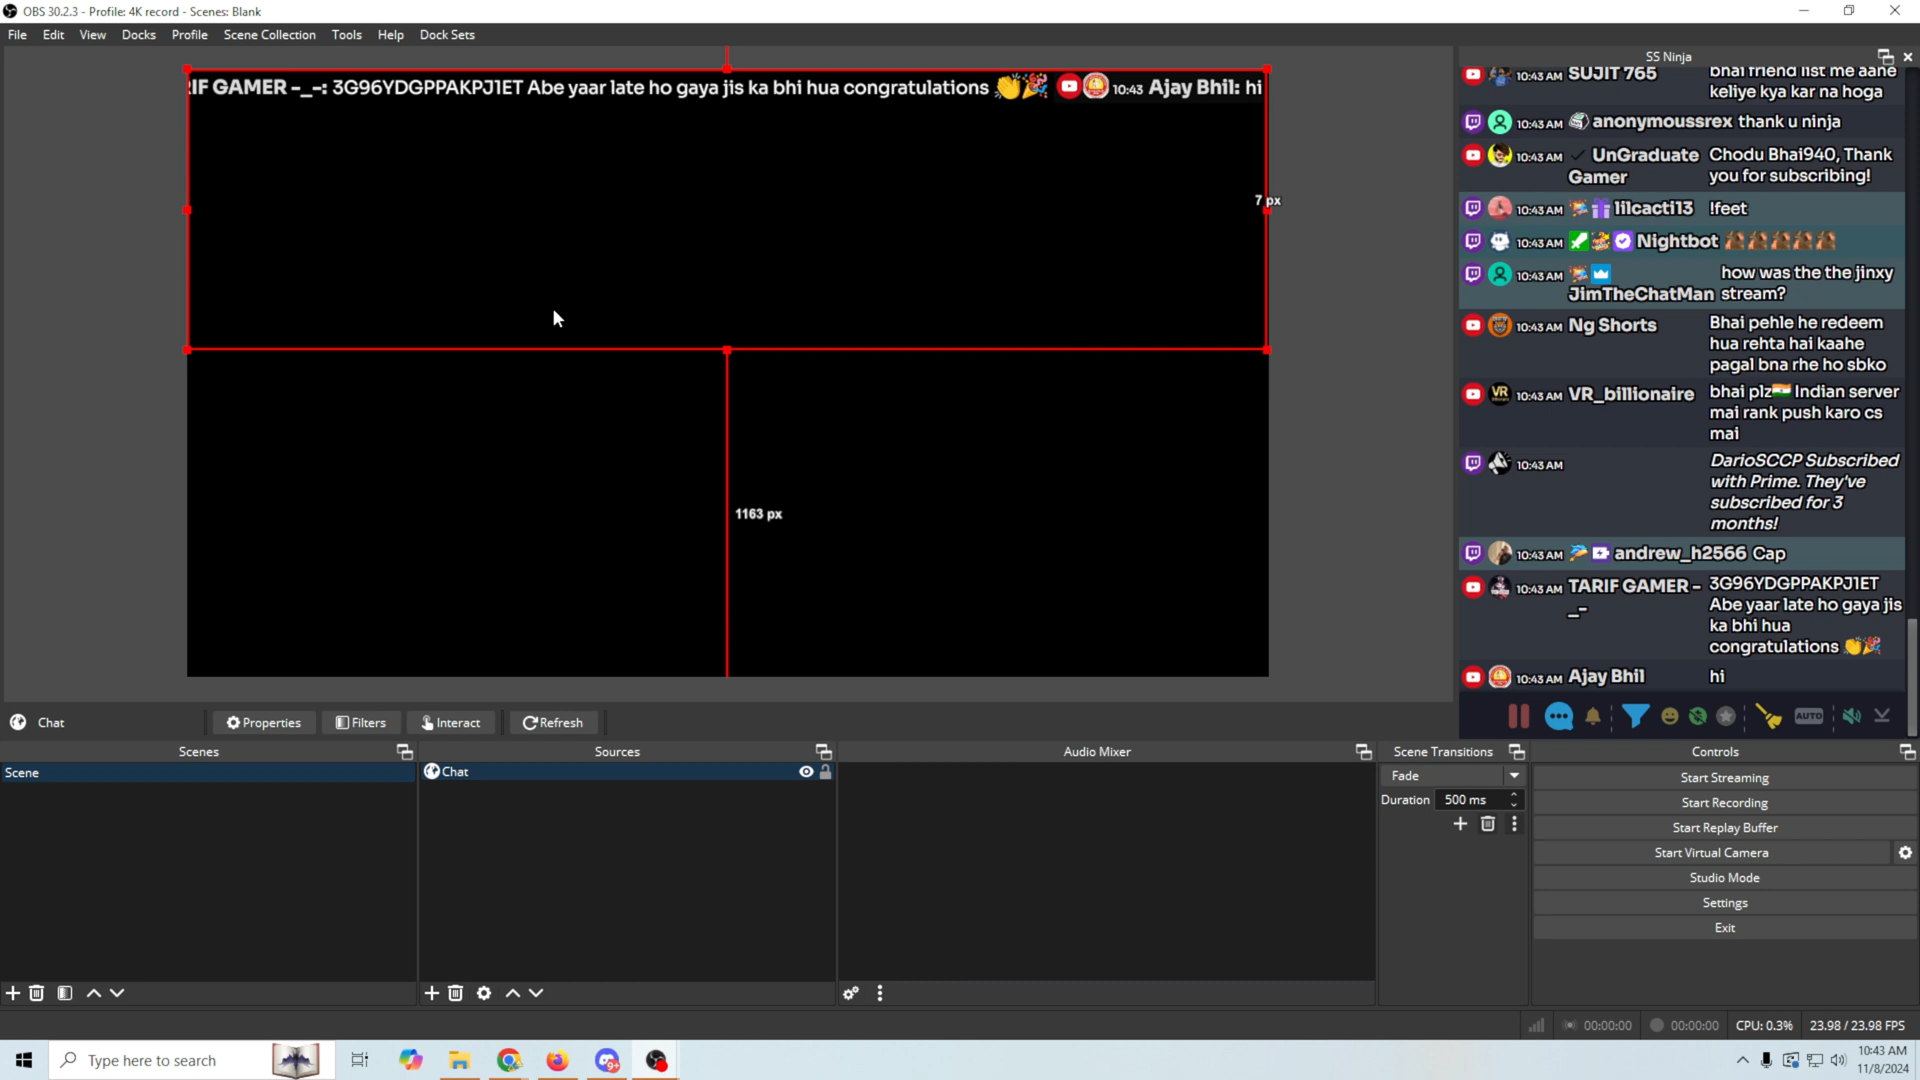 OBS 30.2.3 - Profile: 4K record - Scenes: Blank
File Edit View Docks Profile Scene Collection Tools Help Dock Sets
RIF GAMER -_-: 3G96YDGPPAKPJ1ET Abe yaar late ho gaya jis ka bhi hua congratulations 👏🎉 10:43 Ajay Bhil: hi
7 px
1163 px
SS Ninja
10:43 AM SUJIT 765 bhai friend list me aane
keliye kya kar na hoga
10:43 AM anonymoussrex thank u ninja
10:43 AM UnGraduate Chodu Bhai940, Thank
Gamer you for subscribing!
10:43 AM lilcacti13 !feet
10:43 AM Nightbot
10:43 AM how was the the jinxy
JimTheChatMan stream?
10:43 AM Ng Shorts Bhai pehle he redeem
hua rehta hai kaahe
pagal bna rhe ho sbko
VR 10:43 AM VR_billionaire bhai plz🇮🇳 Indian server
mai rank push karo cs
mai
10:43 AM DarioSCCP Subscribed
with Prime. They've
subscribed for 3
months!
10:43 AM andrew_h2566 Cap
10:43 AM TARIF GAMER - 3G96YDGPPAKPJ1ET
_- Abe yaar late ho gaya jis
ka bhi hua
congratulations 👏🎉
10:43 AM Ajay Bhil hi
AUTO
Chat Properties Filters Interact Refresh
Scenes Sources Audio Mixer Scene Transitions Controls
Scene
Chat
Fade
Duration 500 ms
Start Streaming
Start Recording
Start Replay Buffer
Start Virtual Camera
Studio Mode
Settings
Exit
00:00:00 00:00:00 CPU: 0.3% 23.98 / 23.98 FPS
Type here to search
9+
10:43 AM
11/8/2024